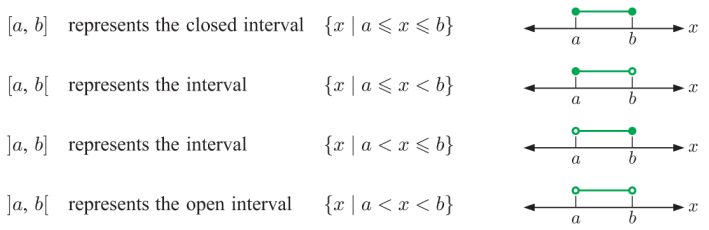 [a, b] represents the closed interval {x | a ⩽ x ⩽ b} a b x
[a, b[ represents the interval {x | a ⩽ x < b} a b x
]a, b] represents the interval {x | a < x ⩽ b} a b x
]a, b[ represents the open interval {x | a < x < b} a b x